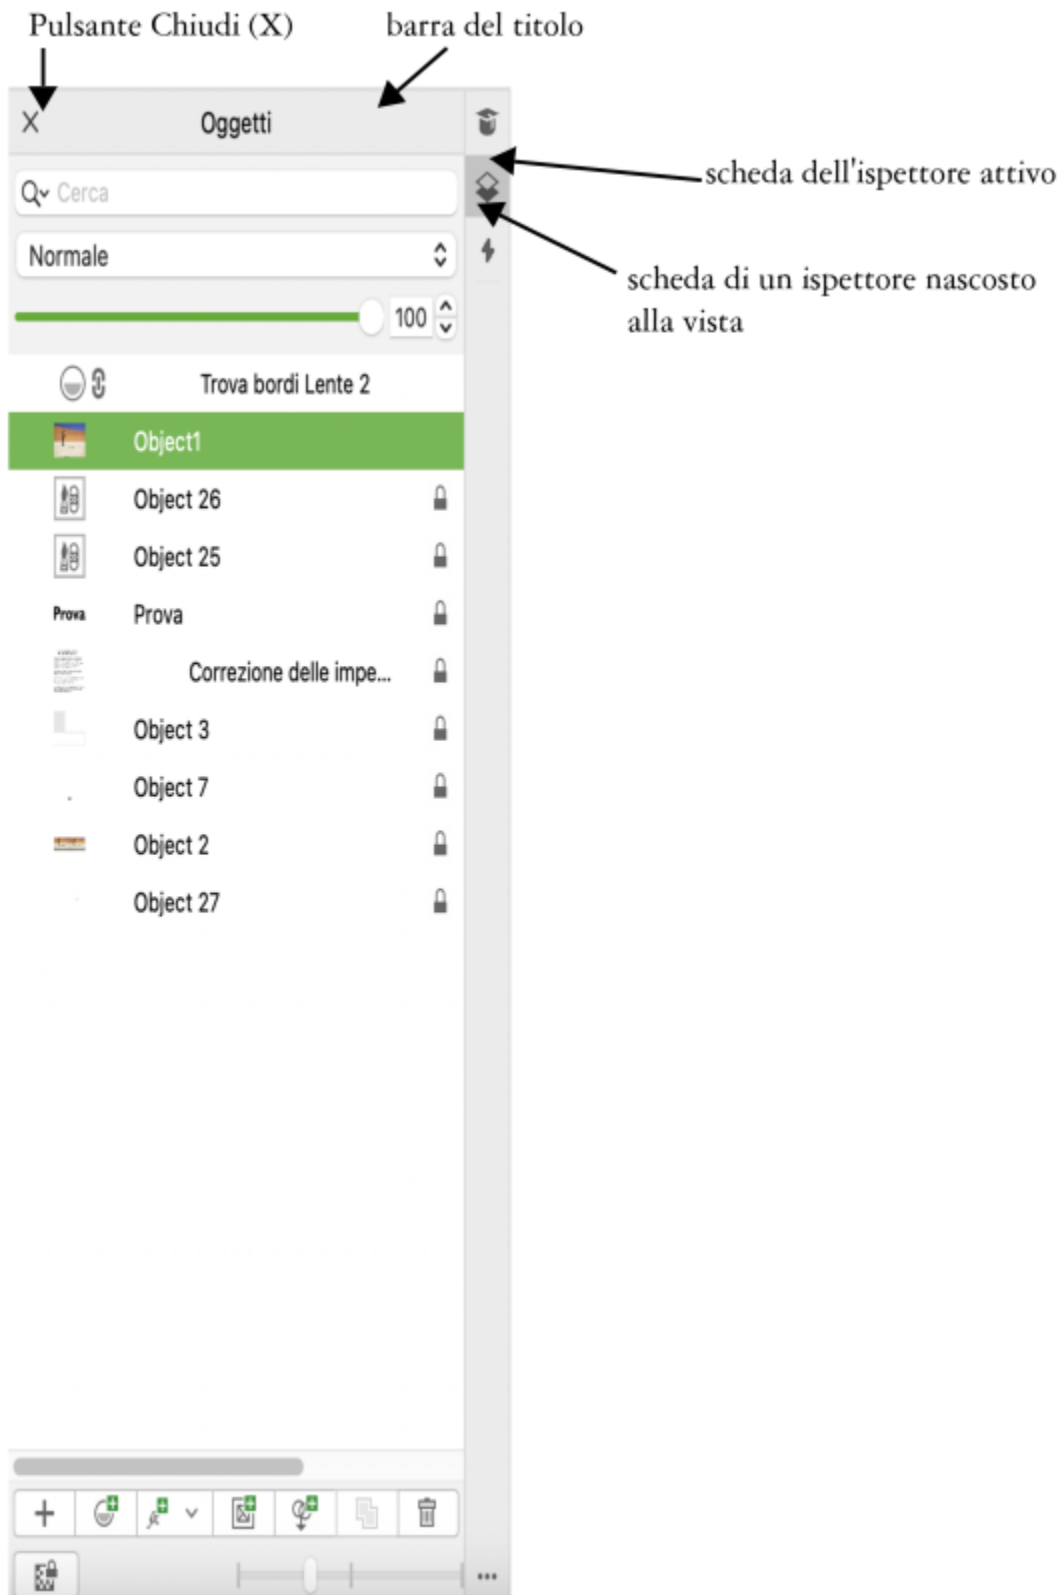 Pulsante Chiudi (X)
barra del titolo
Oggetti
scheda dell'ispettore attivo
Cerca
Normale
scheda di un ispettore nascosto
alla vista
100
Trova bordi Lente 2
Object1
Object 26
Object 25
Prova Prova
Correzione delle impe...
Object 3
Object 7
Object 2
Object 27